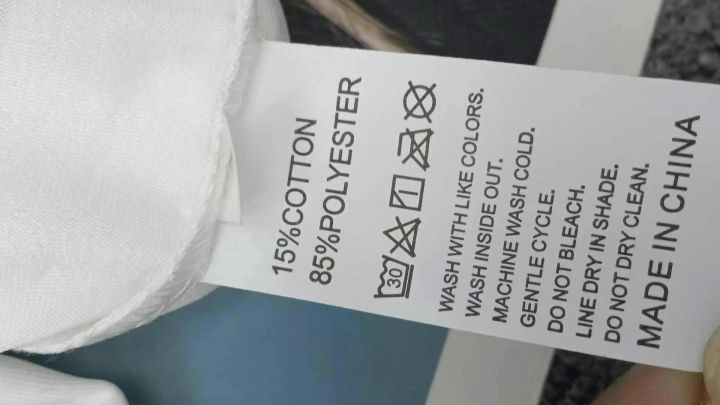 15%COTTON
85%POLYESTER
30
WASH WITH LIKE COLORS.
WASH INSIDE OUT.
MACHINE WASH COLD.
GENTLE CYCLE.
DO NOT BLEACH.
LINE DRY IN SHADE.
DO NOT DRY CLEAN.
MADE IN CHINA